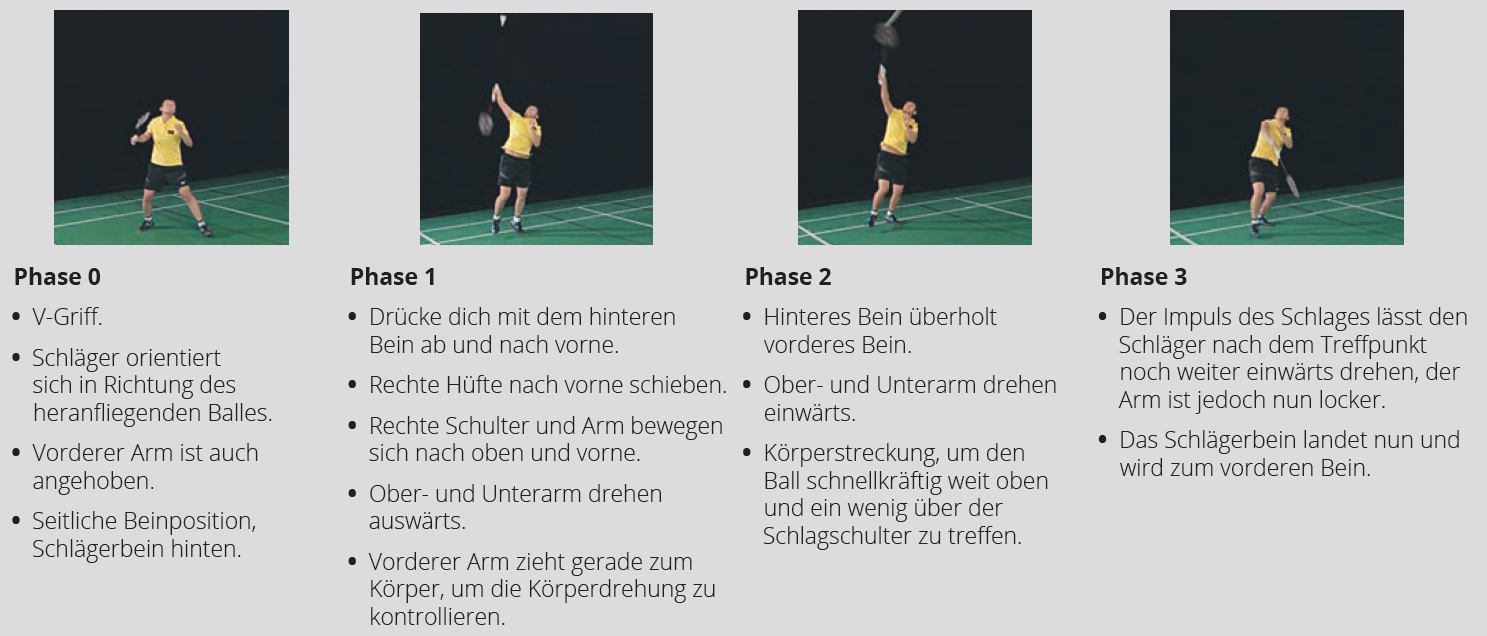 Phase 0
• V-Griff.
• Schläger orientiert
sich in Richtung des
heranfliegenden Balles.
• Vorderer Arm ist auch
angehoben.
• Seitliche Beinposition,
Schlägerbein hinten.
Phase 1
• Drücke dich mit dem hinteren
Bein ab und nach vorne.
• Rechte Hüfte nach vorne schieben.
• Rechte Schulter und Arm bewegen
sich nach oben und vorne.
• Ober- und Unterarm drehen
auswärts.
• Vorderer Arm zieht gerade zum
Körper, um die Körperdrehung zu
kontrollieren.
Phase 2
• Hinteres Bein überholt
vorderes Bein.
• Ober- und Unterarm drehen
einwärts.
• Körperstreckung, um den
Ball schnellkräftig weit oben
und ein wenig über der
Schlagschulter zu treffen.
Phase 3
• Der Impuls des Schlages lässt den
Schläger nach dem Treffpunkt
noch weiter einwärts drehen, der
Arm ist jedoch nun locker.
• Das Schlägerbein landet nun und
wird zum vorderen Bein.